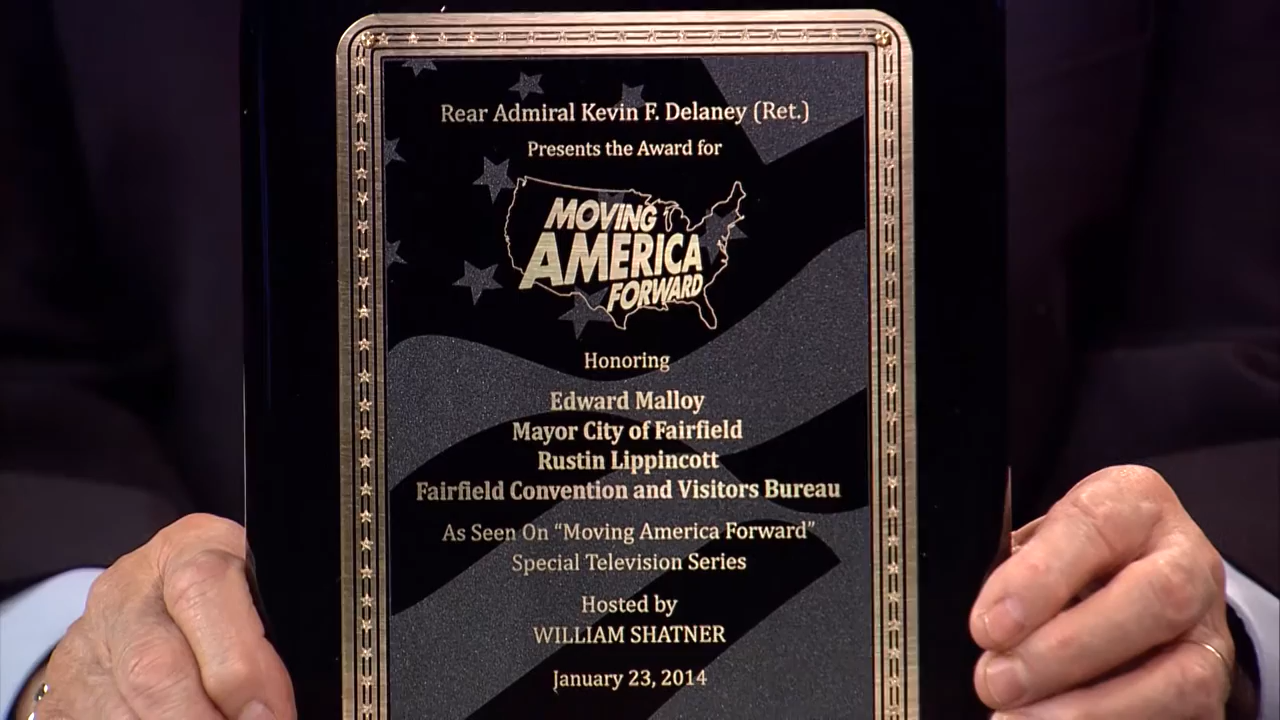 Rear Admiral Kevin F. Delaney (Ret.)
Presents the Award for
MOVING
AMERICA
FORWARD
Honoring
Edward Malloy
Mayor City of Fairfield
Rustin Lippincott
Fairfield Convention and Visitors Bureau
As Seen On “Moving America Forward”
Special Television Series
Hosted by
WILLIAM SHATNER
January 23, 2014